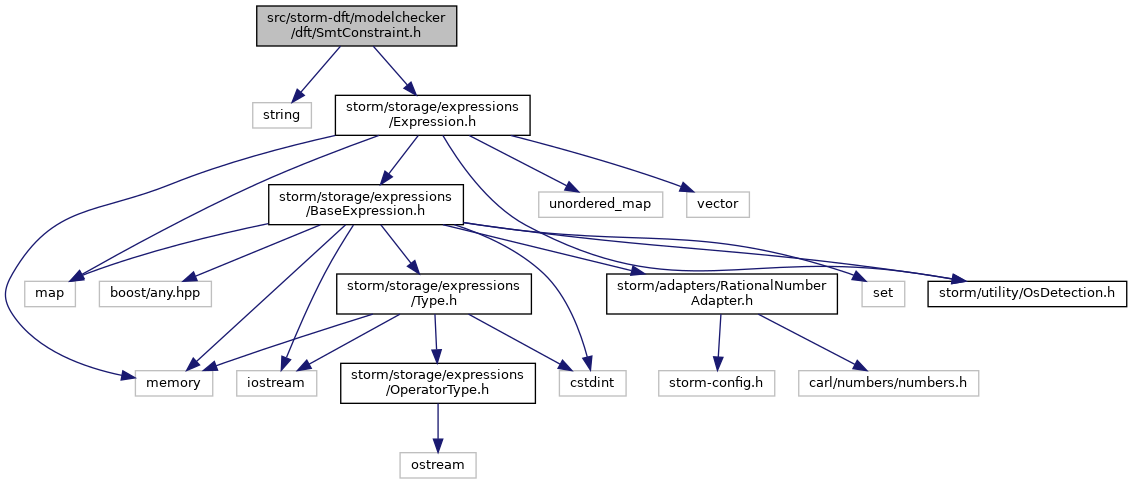 src/storm-dft/modelchecker
/dft/SmtConstraint.h
string
storm/storage/expressions
/Expression.h
storm/storage/expressions
/BaseExpression.h
unordered_map
vector
map
boost/any.hpp
storm/storage/expressions
/Type.h
storm/adapters/RationalNumber
Adapter.h
set
storm/utility/OsDetection.h
memory
iostream
storm/storage/expressions
/OperatorType.h
cstdint
storm-config.h
carl/numbers/numbers.h
ostream